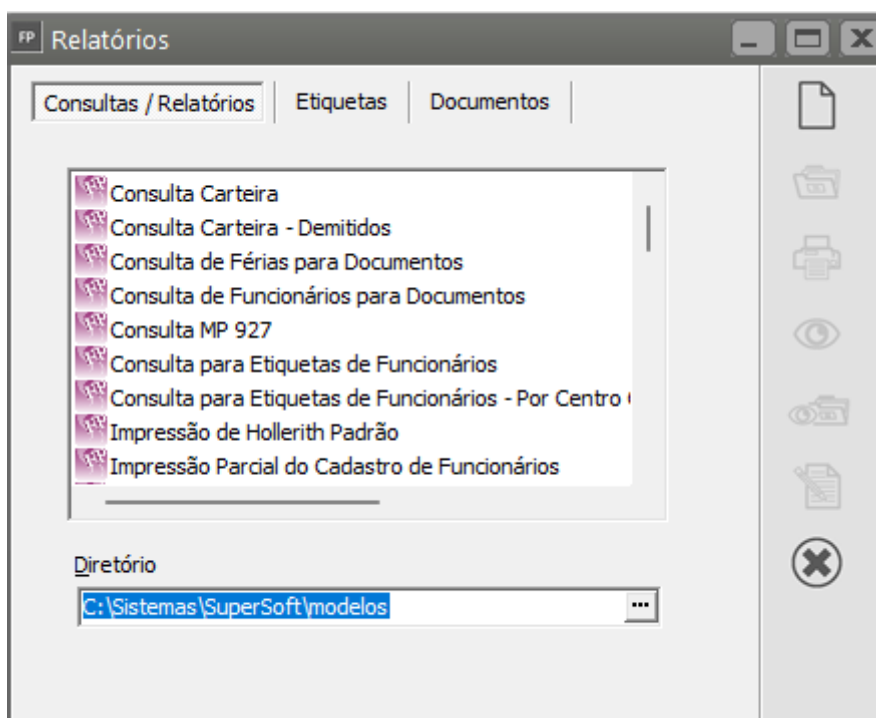 FP Relatórios
Consultas / Relatórios Etiquetas Documentos
Consulta Carteira
Consulta Carteira - Demitidos
Consulta de Férias para Documentos
Consulta de Funcionários para Documentos
Consulta MP 927
Consulta para Etiquetas de Funcionários
Consulta para Etiquetas de Funcionários - Por Centro
Impressão de Hollerith Padrão
Impressão Parcial do Cadastro de Funcionários
Diretório
C:\Sistemas\SuperSoft\modelos ...